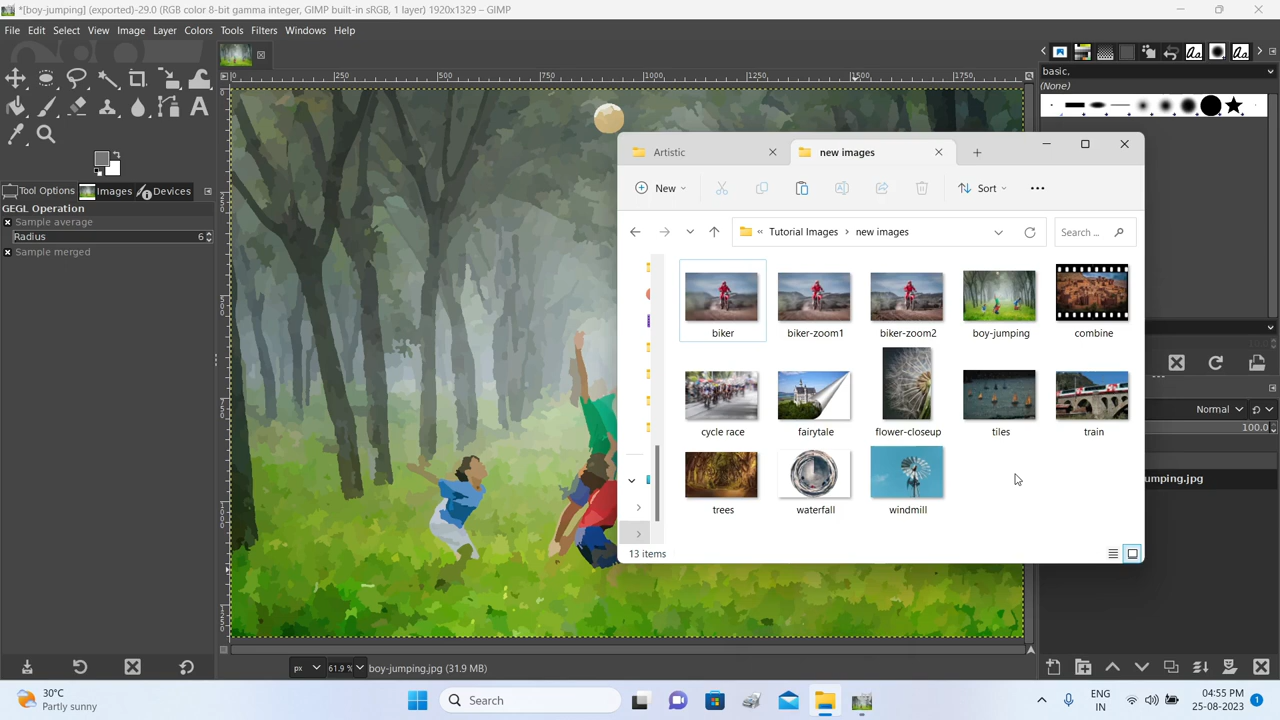 *[boy-jumping] (exported)-29.0 (RGB color 8-bit gamma integer, GIMP built-in sRGB, 1 layer) 1920x1329 – GIMP
File Edit Select View Image Layer Colors Tools Filters Windows Help
Tool Options Images Devices
GEGL Operation
Sample average
Radius 6
Sample merged
0 250 500 750 1000 1250 1500 1750
basic,
(None)
Artistic
new images
New
Sort
Tutorial Images > new images
Search ...
biker
biker-zoom1
biker-zoom2
boy-jumping
combine
cycle race
fairytale
flower-closeup
tiles
train
trees
waterfall
windmill
13 items
Normal
100.0
umping.jpg
px
61.9 %
boy-jumping.jpg (31.9 MB)
30°C
Partly sunny
Search
ENG
IN
04:55 PM
25-08-2023
1